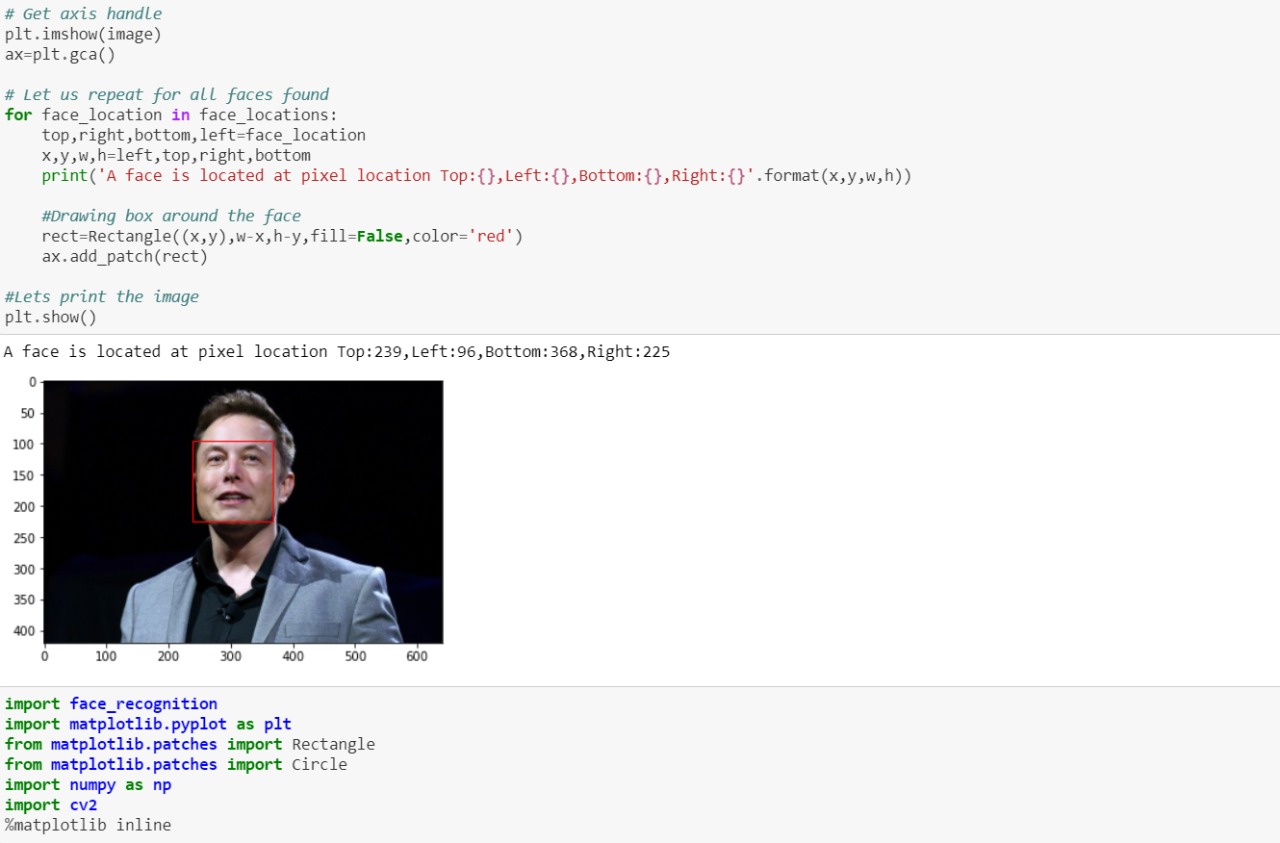 # Get axis handle
plt.imshow(image)
ax=plt.gca()
# Let us repeat for all faces found
for face_location in face_locations:
    top,right,bottom,left=face_location
    x,y,w,h=left,top,right,bottom
    print('A face is located at pixel location Top:{},Left:{},Bottom:{},Right:{}'.format(x,y,w,h))
    #Drawing box around the face
    rect=Rectangle((x,y),w-x,h-y,fill=False,color='red')
    ax.add_patch(rect)
#Lets print the image
plt.show()
A face is located at pixel location Top:239,Left:96,Bottom:368,Right:225
0
50
100
150
200
250
300
350
400
0 100 200 300 400 500 600
import face_recognition
import matplotlib.pyplot as plt
from matplotlib.patches import Rectangle
from matplotlib.patches import Circle
import numpy as np
import cv2
%matplotlib inline